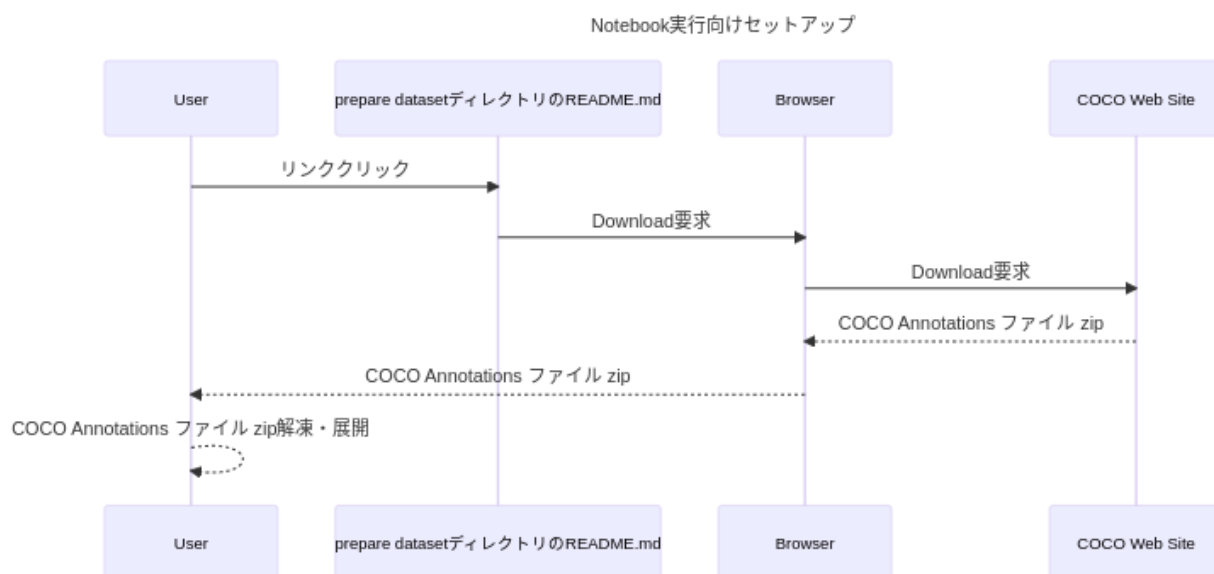 Notebook実行向けセットアップ
User
prepare datasetディレクトリのREADME.md
Browser
COCO Web Site
リンククリック
Download要求
Download要求
COCO Annotations ファイル zip
COCO Annotations ファイル zip
COCO Annotations ファイル zip解凍・展開
User
prepare datasetディレクトリのREADME.md
Browser
COCO Web Site